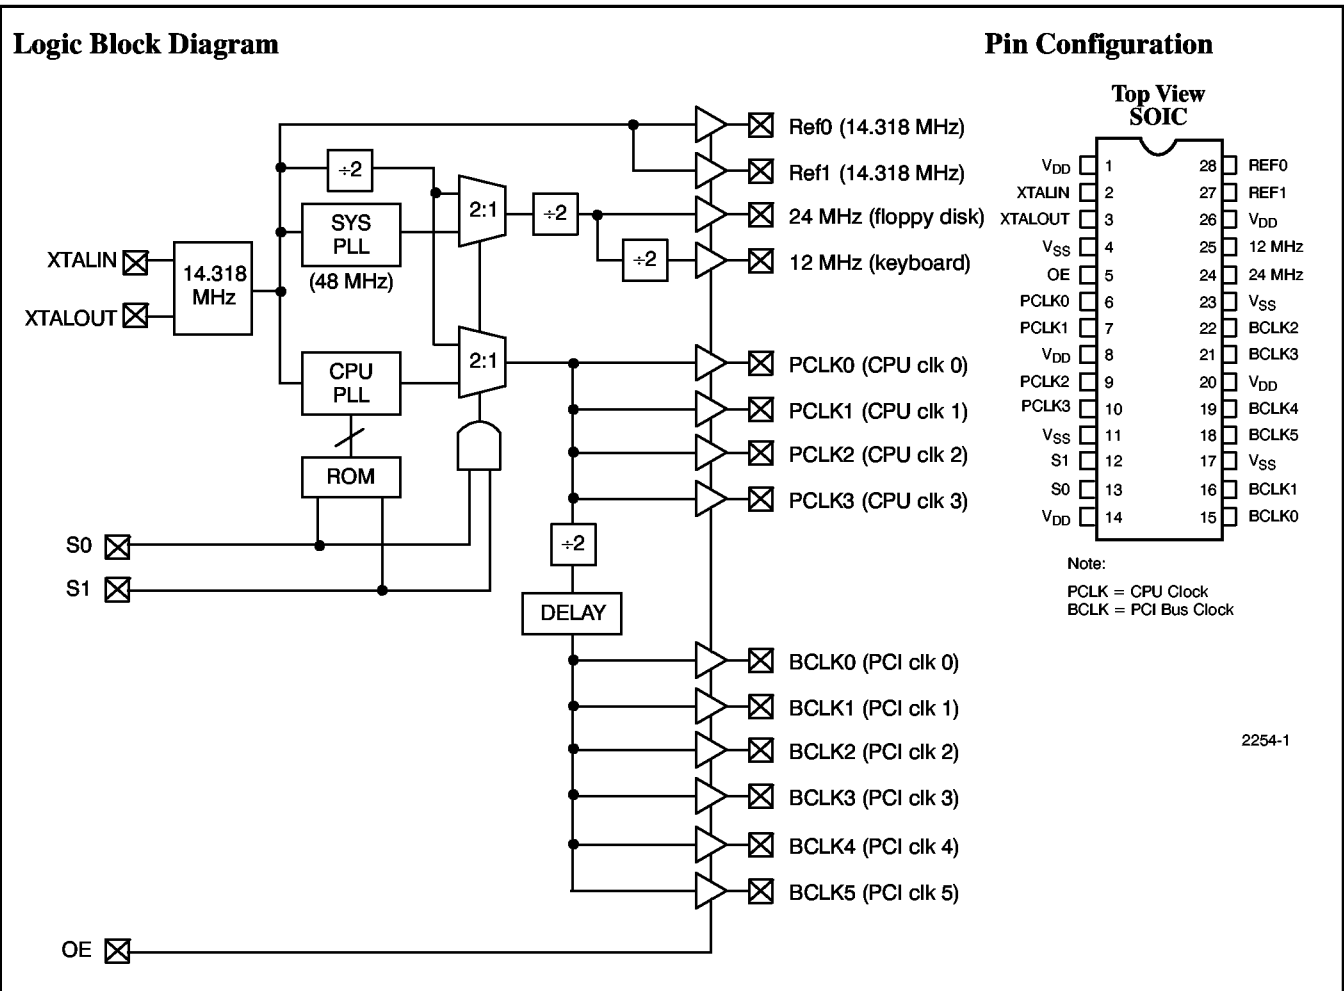 Logic Block Diagram
Pin Configuration
Top View
SOIC
Ref0 (14.318 MHz)
Ref1 (14.318 MHz)
24 MHz (floppy disk)
12 MHz (keyboard)
÷2
SYS
PLL
(48 MHz)
2:1
÷2
÷2
XTALIN
XTALOUT
14.318
MHz
CPU
PLL
2:1
ROM
PCLK0 (CPU clk 0)
PCLK1 (CPU clk 1)
PCLK2 (CPU clk 2)
PCLK3 (CPU clk 3)
S0
S1
÷2
DELAY
BCLK0 (PCI clk 0)
BCLK1 (PCI clk 1)
BCLK2 (PCI clk 2)
BCLK3 (PCI clk 3)
BCLK4 (PCI clk 4)
BCLK5 (PCI clk 5)
OE
VDD 1 28 REF0
XTALIN 2 27 REF1
XTALOUT 3 26 VDD
VSS 4 25 12 MHz
OE 5 24 24 MHz
PCLK0 6 23 VSS
PCLK1 7 22 BCLK2
VDD 8 21 BCLK3
PCLK2 9 20 VDD
PCLK3 10 19 BCLK4
VSS 11 18 BCLK5
S1 12 17 VSS
S0 13 16 BCLK1
VDD 14 15 BCLK0
Note:
PCLK = CPU Clock
BCLK = PCI Bus Clock
2254-1